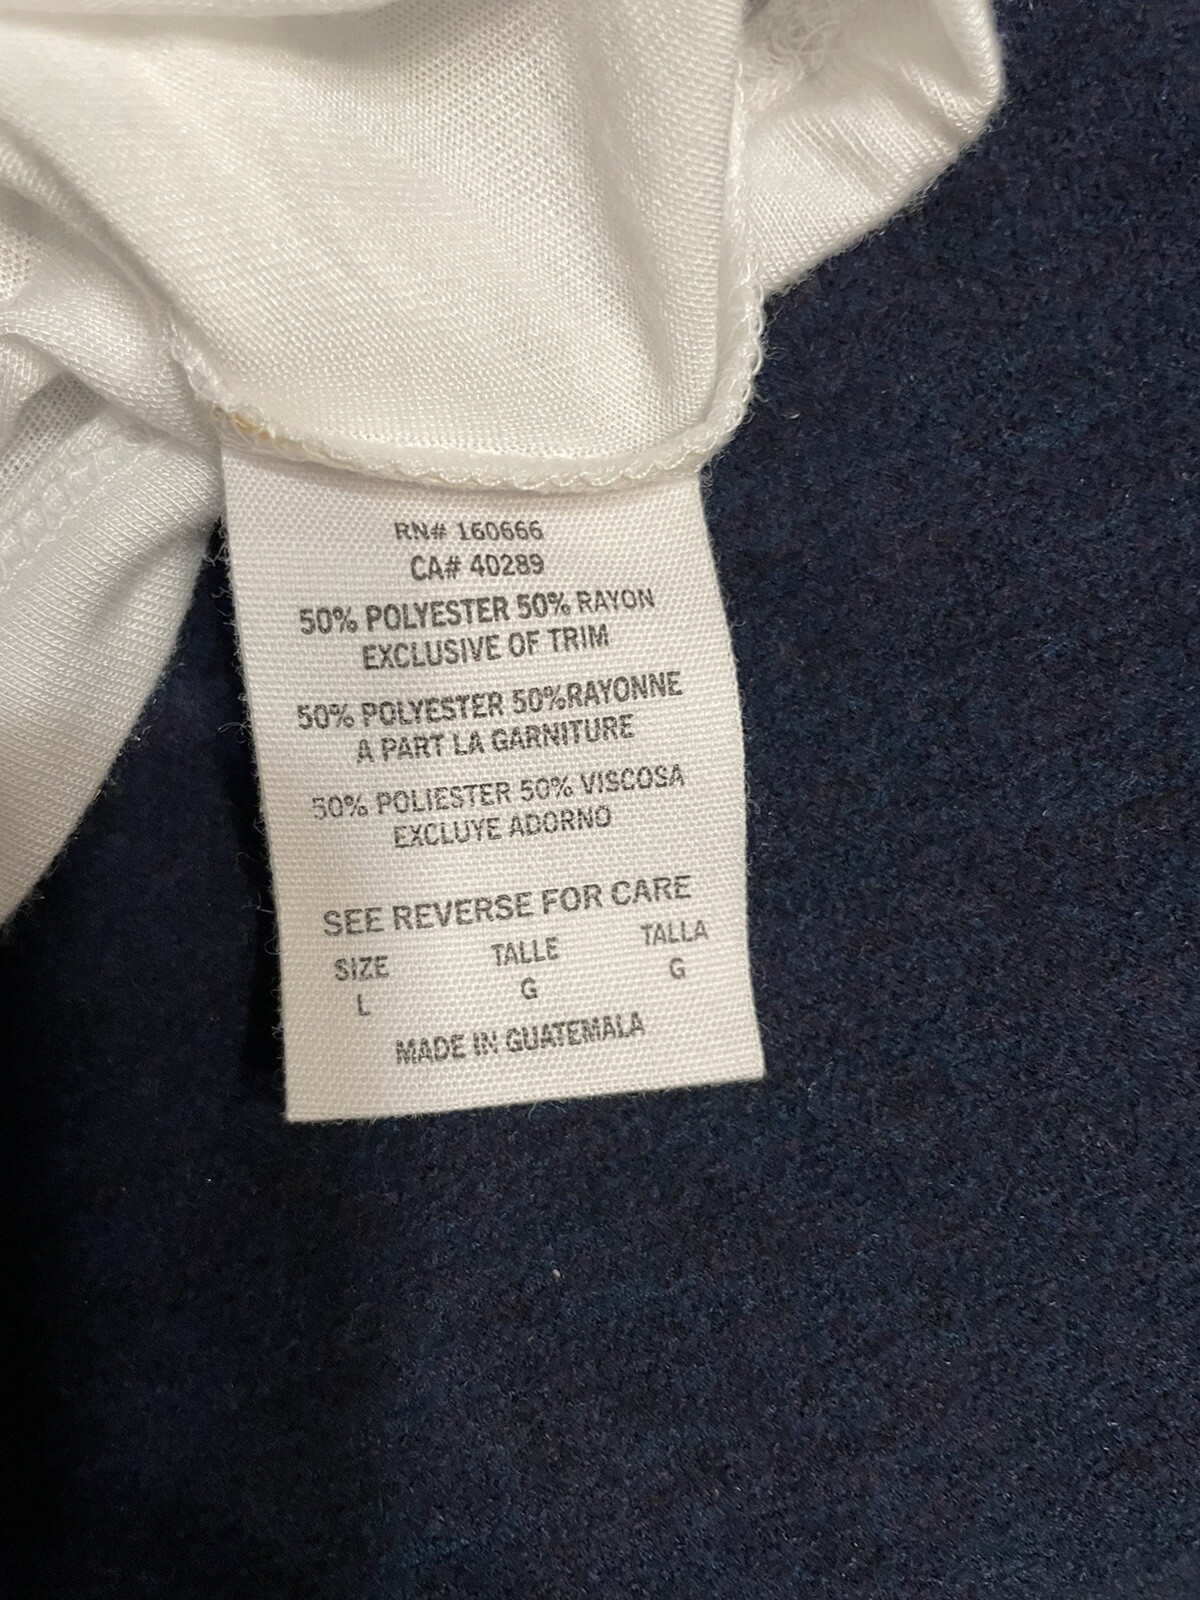 RN# 160666
CA# 40289
50% POLYESTER 50% RAYON
EXCLUSIVE OF TRIM
50% POLYESTER 50%RAYONNE
A PART LA GARNITURE
50% POLIESTER 50% VISCOSA
EXCLUYE ADORNO
SEE REVERSE FOR CARE
SIZE TALLE TALLA
L G G
MADE IN GUATEMALA